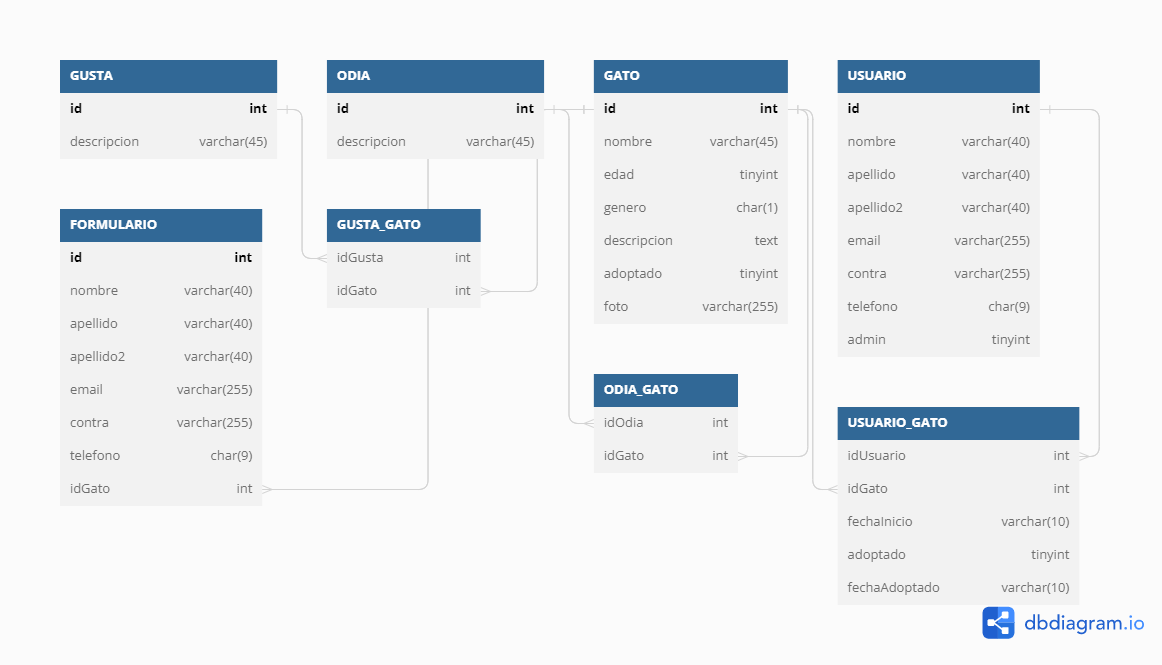 GUSTA
id int
descripcion varchar(45)
ODIA
id int
descripcion varchar(45)
GATO
id int
nombre varchar(45)
edad tinyint
genero char(1)
descripcion text
adoptado tinyint
foto varchar(255)
USUARIO
id int
nombre varchar(40)
apellido varchar(40)
apellido2 varchar(40)
email varchar(255)
contra varchar(255)
telefono char(9)
admin tinyint
FORMULARIO
id int
nombre varchar(40)
apellido varchar(40)
apellido2 varchar(40)
email varchar(255)
contra varchar(255)
telefono char(9)
idGato int
GUSTA_GATO
idGusta int
idGato int
ODIA_GATO
idOdia int
idGato int
USUARIO_GATO
idUsuario int
idGato int
fechaInicio varchar(10)
adoptado tinyint
fechaAdoptado varchar(10)
dbdiagram.io